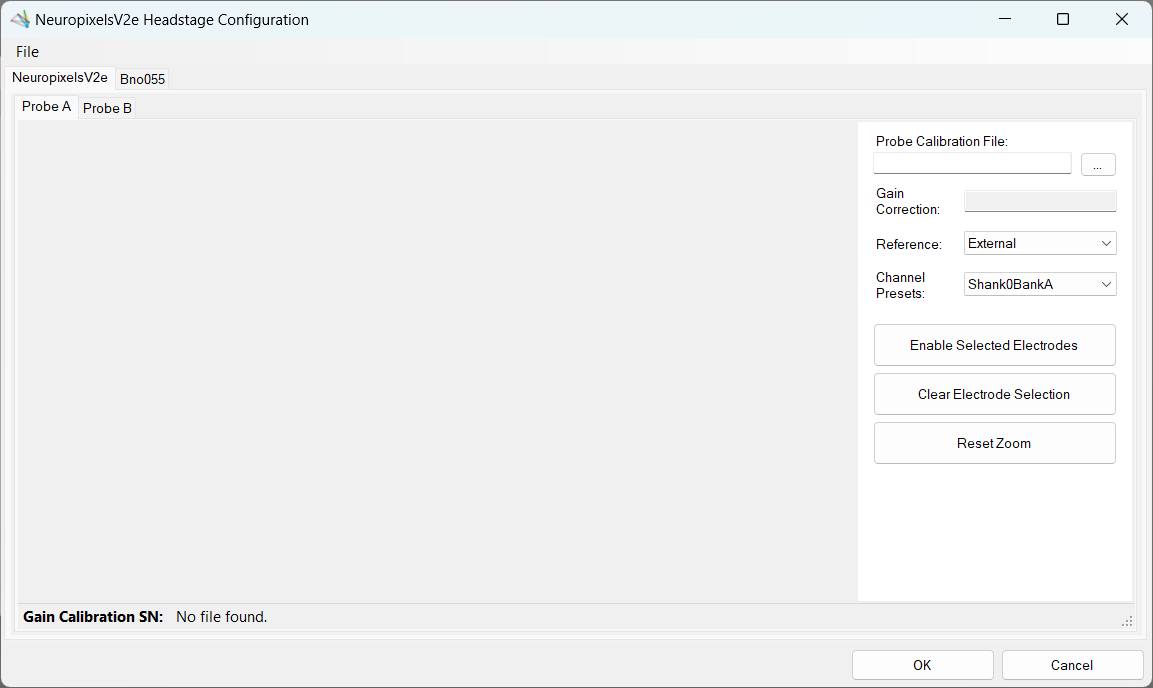 NeuropixelsV2e Headstage Configuration
File
NeuropixelsV2e Bno055
Probe A Probe B
Probe Calibration File:
...
Gain
Correction:
Reference: External
Channel
Presets: Shank0BankA
Enable Selected Electrodes
Clear Electrode Selection
Reset Zoom
Gain Calibration SN: No file found.
OK Cancel